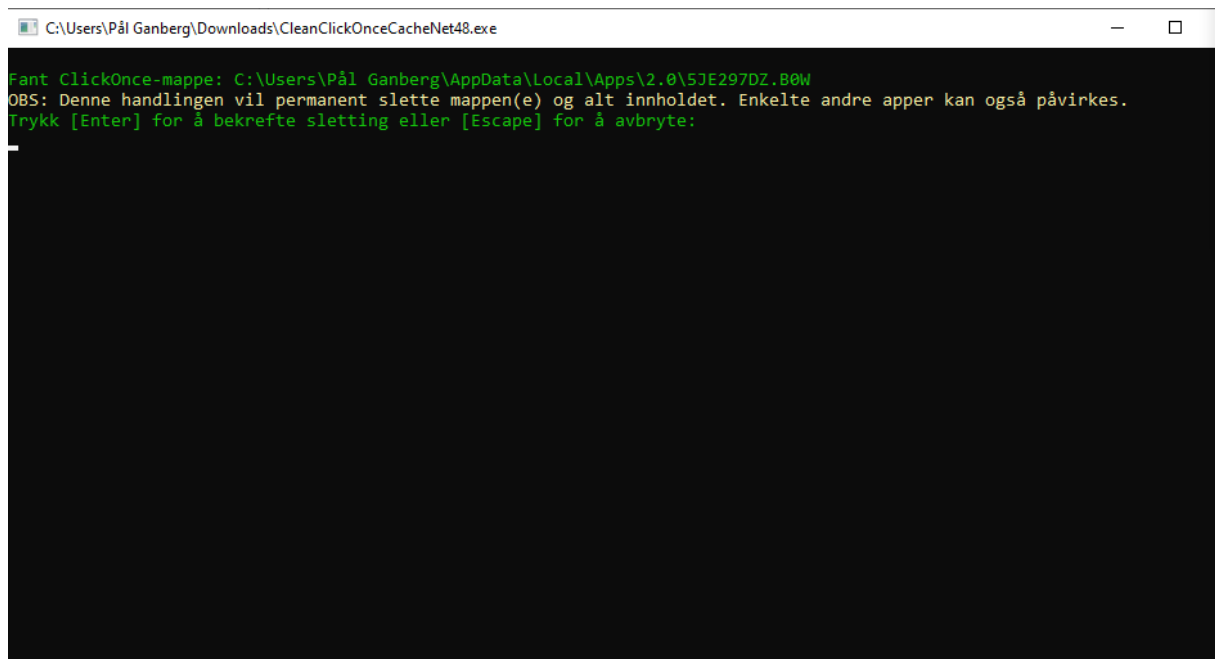 C:\Users\Pål Ganberg\Downloads\CleanClickOnceCacheNet48.exe
Fant ClickOnce-mappe: C:\Users\Pål Ganberg\AppData\Local\Apps\2.0\5JE297DZ.B0W
OBS: Denne handlingen vil permanent slette mappen(e) og alt innholdet. Enkelte andre apper kan også påvirkes.
Trykk [Enter] for å bekrefte sletting eller [Escape] for å avbryte: